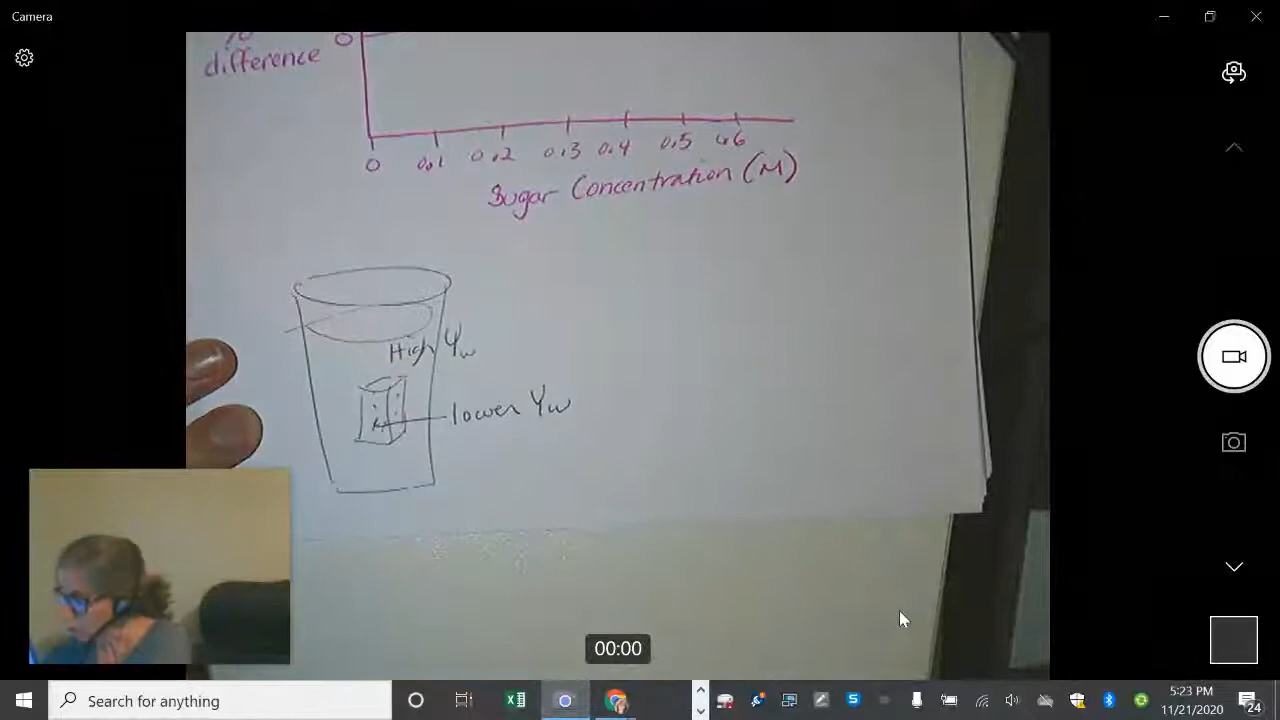 Camera
%
difference
0
0 0.1 0.2 0.3 0.4 0.5 0.6
Sugar Concentration (M)
High Ψw
lower Ψw
00:00
Search for anything
5:23 PM
11/21/2020
24